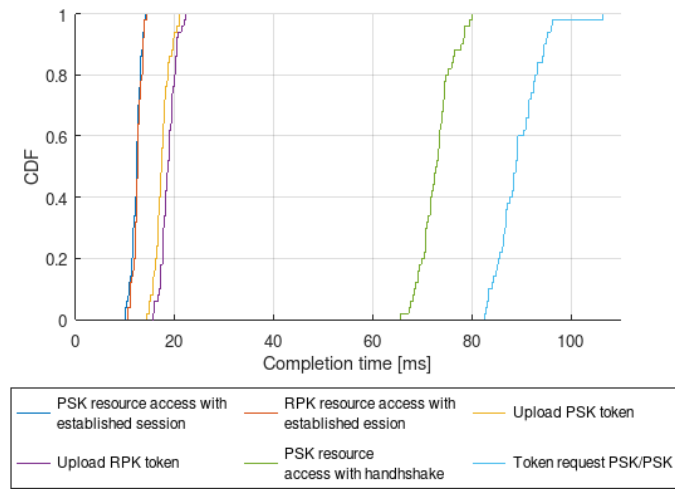 1
0.8
0.6
0.4
0.2
0
CDF
0 20 40 60 80 100
Completion time [ms]
PSK resource access with
established session
RPK resource access with
established ession
Upload PSK token
Upload RPK token
PSK resource
access with handhshake
Token request PSK/PSK